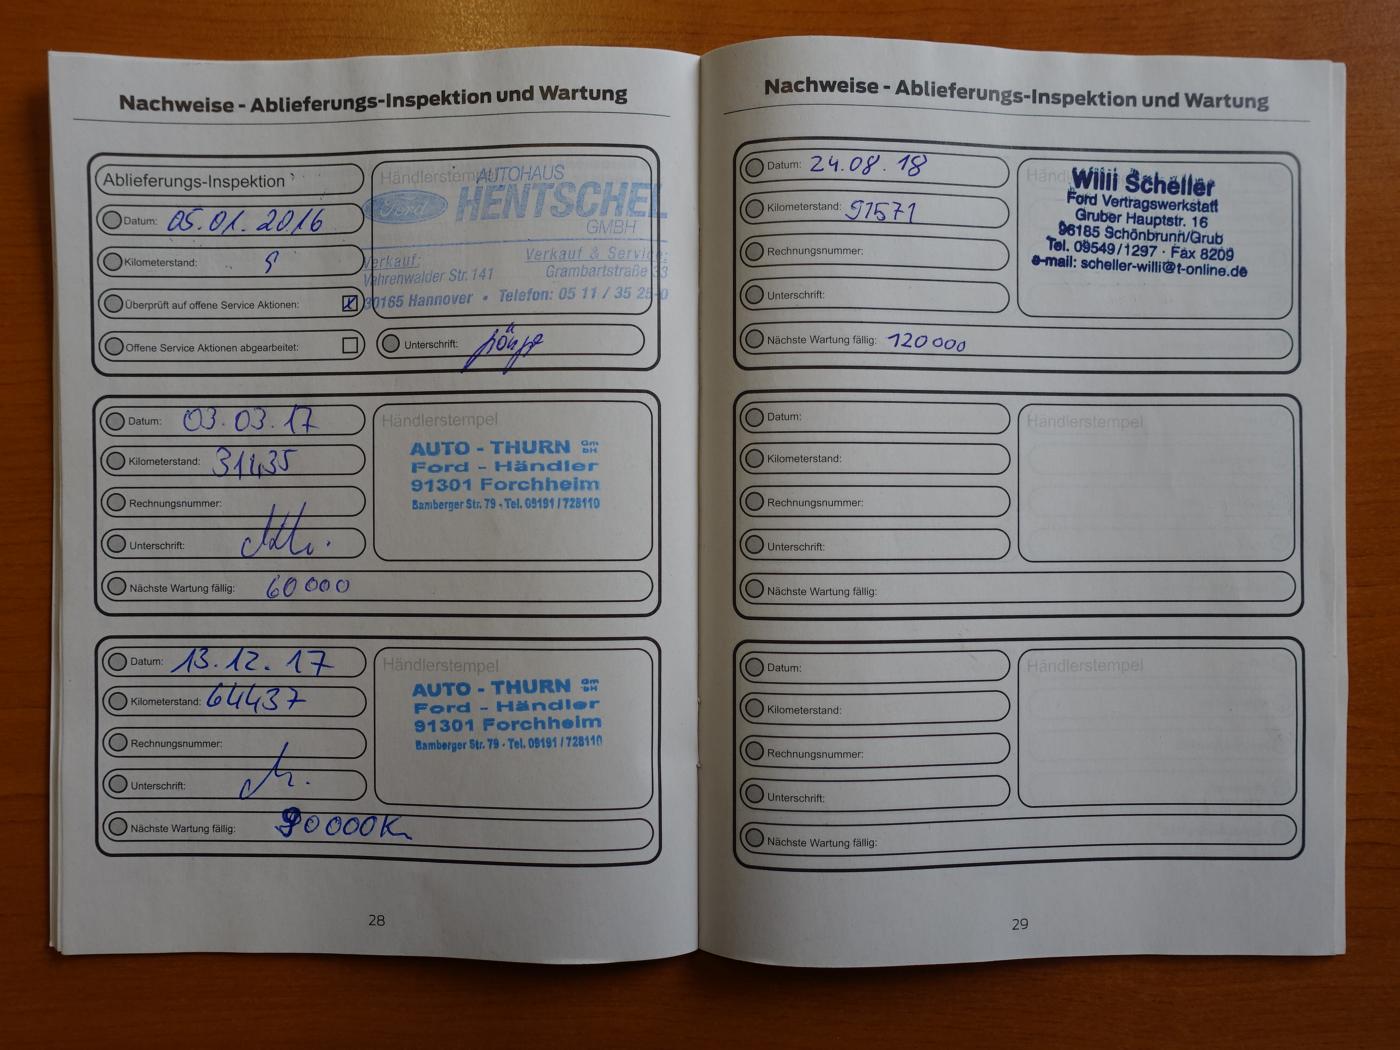 Nachweise - Ablieferungs-Inspektion und Wartung
Ablieferungs-Inspektion
Datum: 05.01.2016
Kilometerstand: 9
Überprüft auf offene Service Aktionen:
Offene Service Aktionen abgearbeitet:
Händlerstempel
AUTOHAUS
Ford HENTSCHEL
GMBH
Verkauf: Verkauf & Service:
Vahrenwalder Str. 141 Grambartstraße 33
30165 Hannover • Telefon: 05 11 / 35 25-0
Unterschrift:
Datum: 03.03.17
Kilometerstand: 31435
Rechnungsnummer:
Unterschrift:
Nächste Wartung fällig: 60000
Händlerstempel
AUTO - THURN GmbH
Ford - Händler
91301 Forchheim
Bamberger Str. 79 - Tel. 09191 / 728110
Datum: 13.12.17
Kilometerstand: 64437
Rechnungsnummer:
Unterschrift:
Nächste Wartung fällig: 90000K
Händlerstempel
AUTO - THURN GmbH
Ford - Händler
91301 Forchheim
Bamberger Str. 79 - Tel. 09191 / 728110
28
Nachweise - Ablieferungs-Inspektion und Wartung
Datum: 24.08.18
Kilometerstand: 91571
Rechnungsnummer:
Unterschrift:
Nächste Wartung fällig: 120000
Willi Scheller
Ford Vertragswerkstatt
Gruber Hauptstr. 16
96185 Schönbrunn/Grub
Tel. 09549/1297 · Fax 8209
e-mail: scheller-willi@t-online.de
Datum:
Kilometerstand:
Rechnungsnummer:
Unterschrift:
Nächste Wartung fällig:
Händlerstempel
Datum:
Kilometerstand:
Rechnungsnummer:
Unterschrift:
Nächste Wartung fällig:
Händlerstempel
29